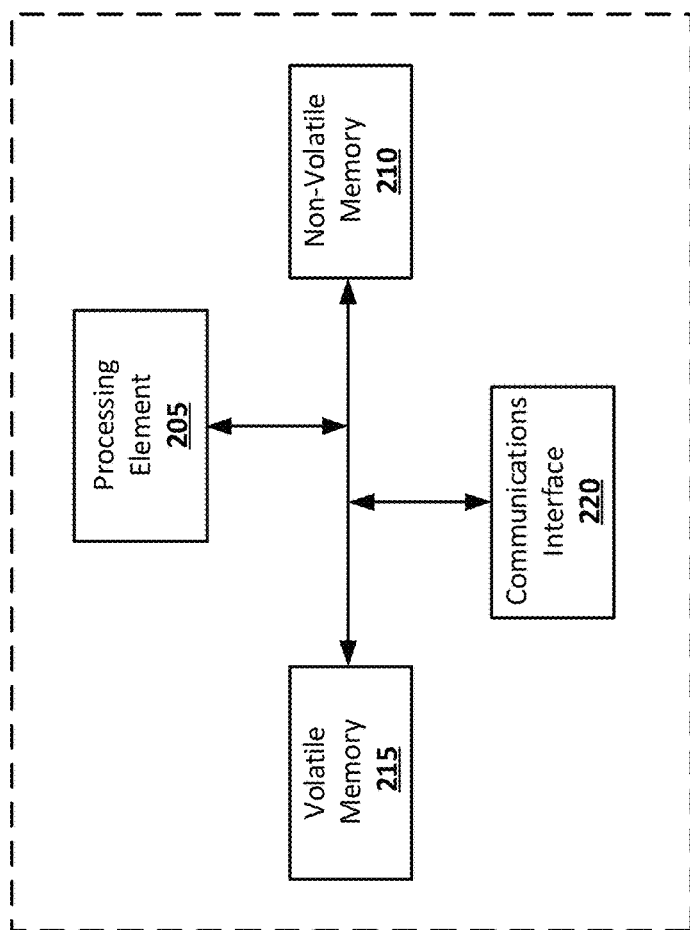 Processing
Element
205
Non-Volatile
Memory
210
Volatile
Memory
215
Communications
Interface
220